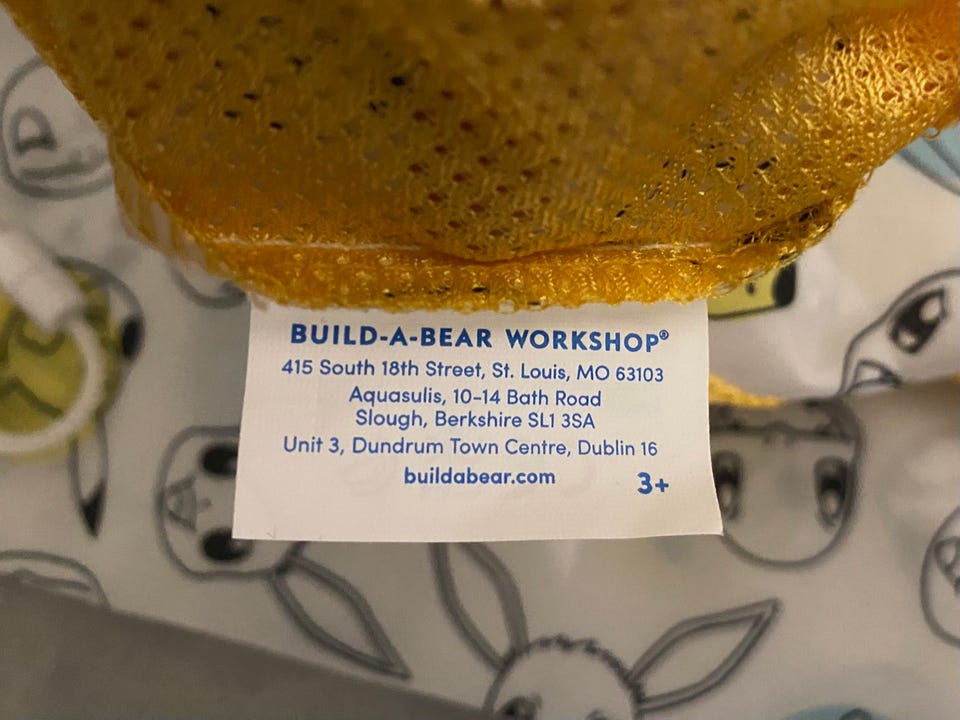 BUILD-A-BEAR WORKSHOP®
415 South 18th Street, St. Louis, MO 63103
Aquasulis, 10-14 Bath Road
Slough, Berkshire SL1 3SA
Unit 3, Dundrum Town Centre, Dublin 16
buildabear.com
3+